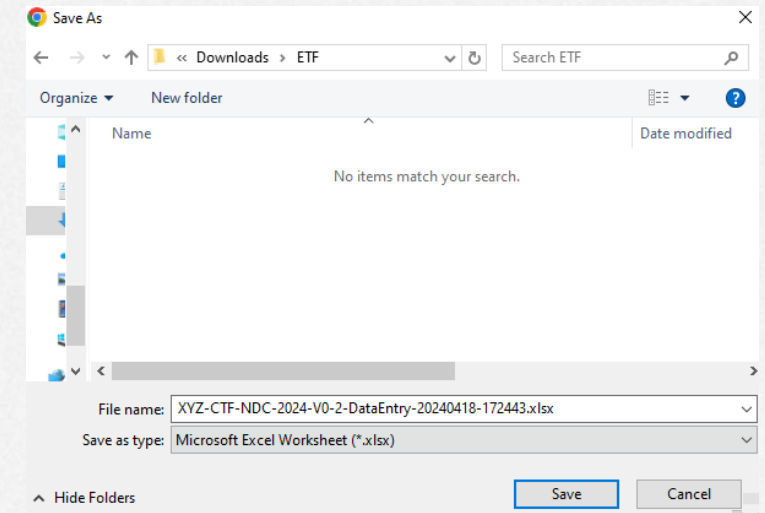 Save As
« Downloads > ETF
Search ETF
Organize
New folder
Name
Date modified
No items match your search.
File name: XYZ-CTF-NDC-2024-V0-2-DataEntry-20240418-172443.xlsx
Save as type: Microsoft Excel Worksheet (*.xlsx)
Hide Folders
Save
Cancel